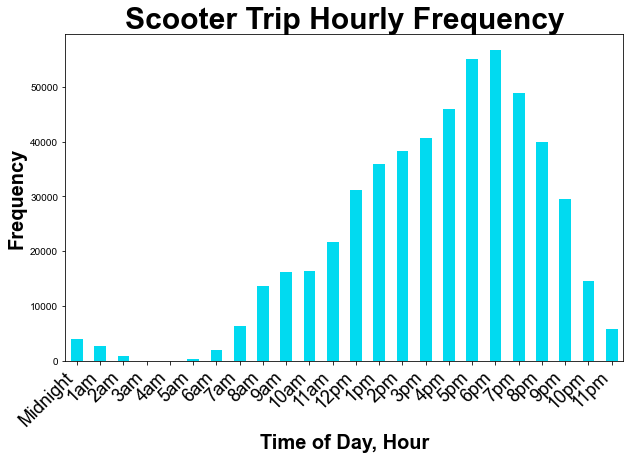 Scooter Trip Hourly Frequency
Frequency
50000
40000
30000
20000
10000
0
Midnight
1am
2am
3am
4am
5am
6am
7am
8am
9am
10am
11am
12pm
1pm
2pm
3pm
4pm
5pm
6pm
7pm
8pm
9pm
10pm
11pm
Time of Day, Hour